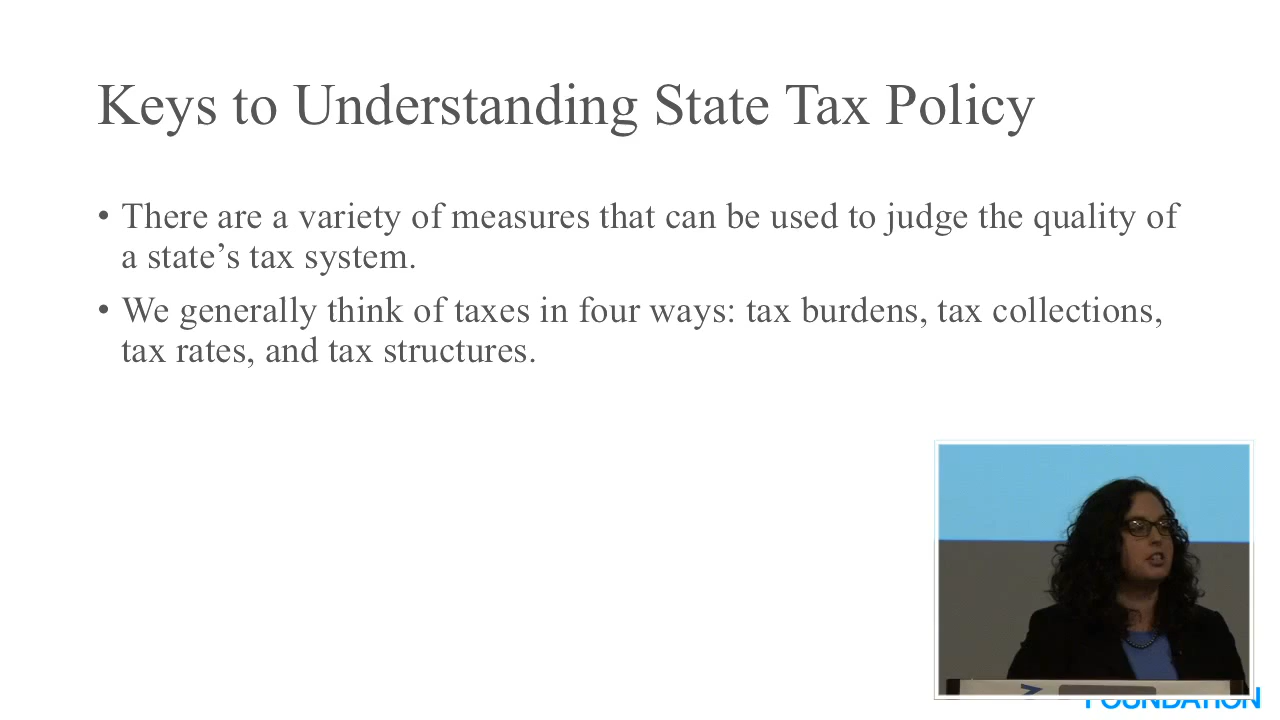 Keys to Understanding State Tax Policy
• There are a variety of measures that can be used to judge the quality of
a state’s tax system.
• We generally think of taxes in four ways: tax burdens, tax collections,
tax rates, and tax structures.
FOUNDATION